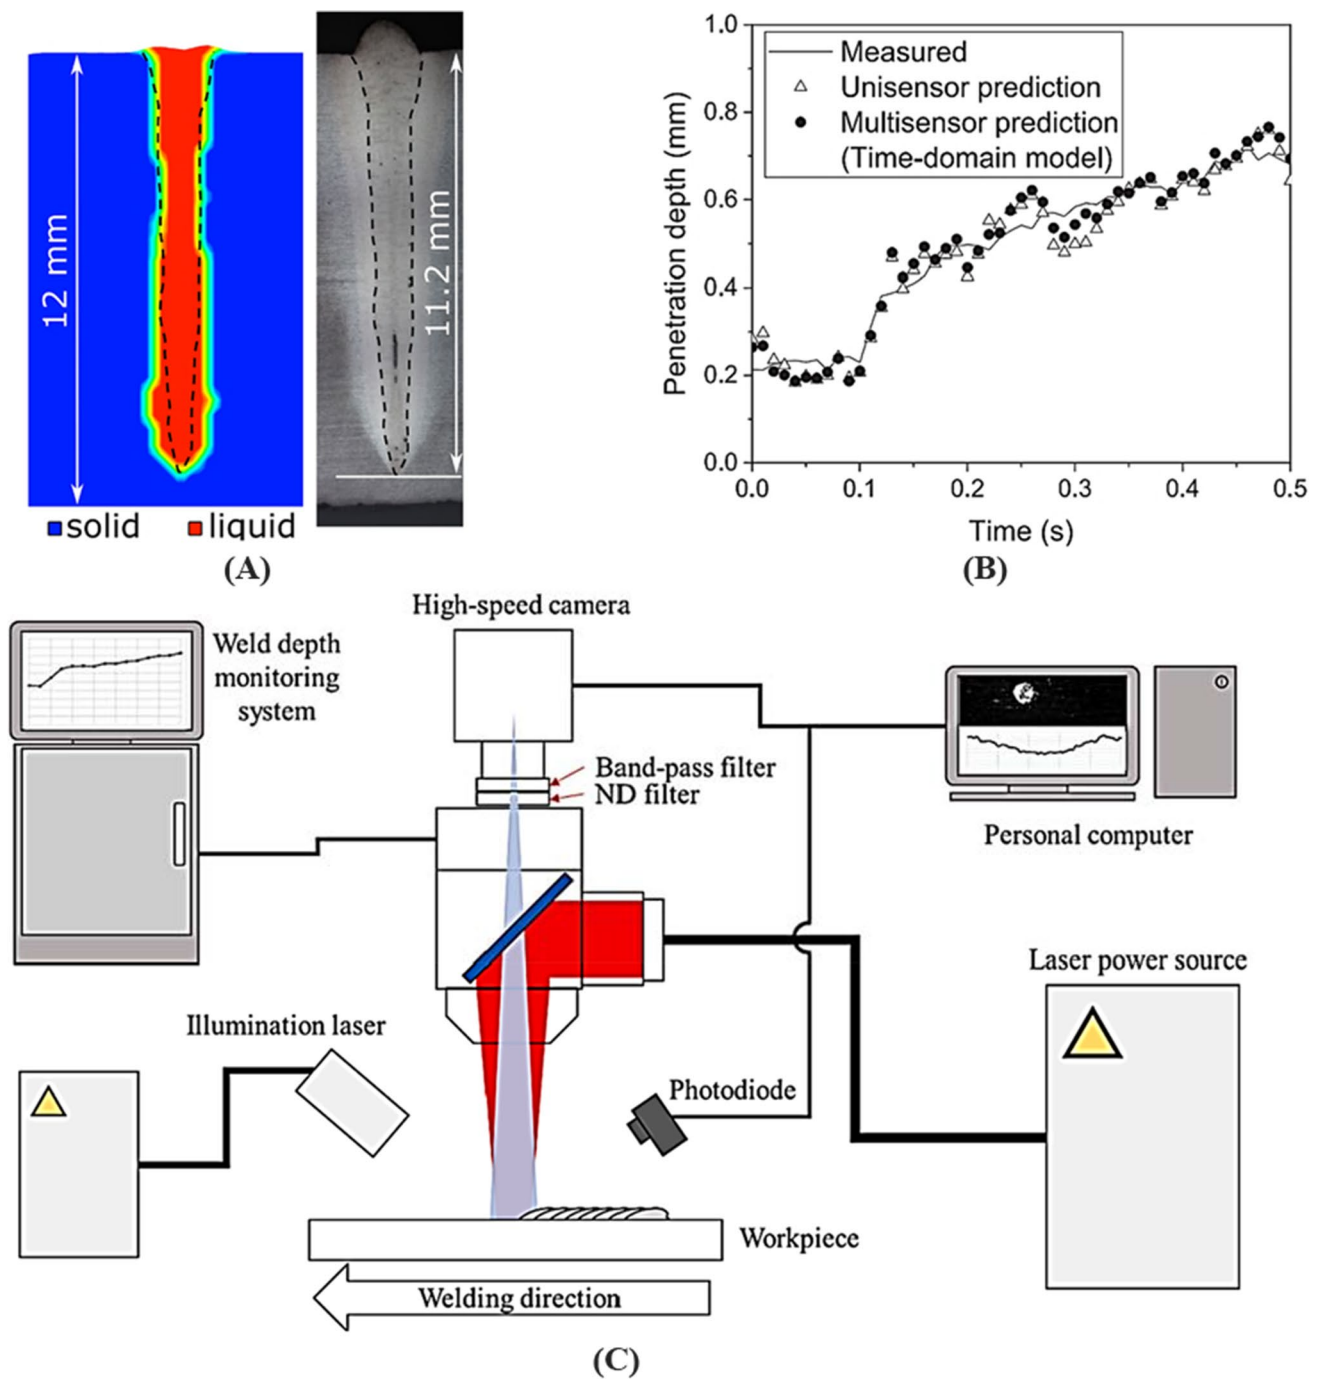 12 mm
11.2 mm
solid
liquid
(A)
Penetration depth (mm)
1.0
0.8
0.6
0.4
0.2
0.0
Measured
Unisensor prediction
Multisensor prediction
(Time-domain model)
0.0
0.1
0.2
0.3
0.4
0.5
Time (s)
(B)
High-speed camera
Weld depth
monitoring
system
Band-pass filter
ND filter
Personal computer
Laser power source
Illumination laser
Photodiode
Workpiece
Welding direction
(C)